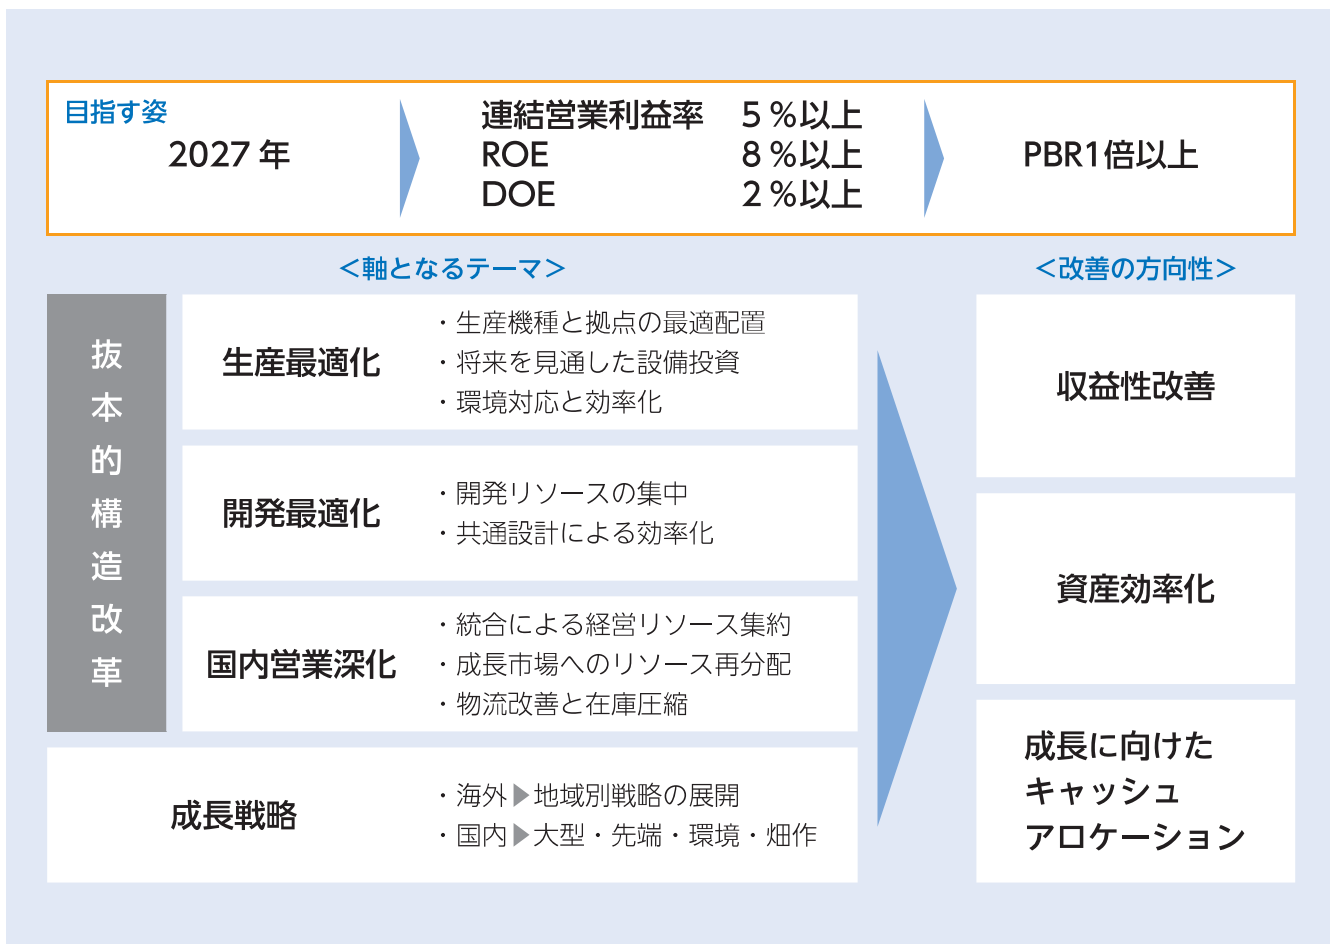 目指す姿
2027 年
連結営業利益率 5 %以上
ROE 8 %以上
DOE 2 %以上
PBR1倍以上
＜軸となるテーマ＞
抜本的構造改革
生産最適化
・生産機種と拠点の最適配置
・将来を見通した設備投資
・環境対応と効率化
開発最適化
・開発リソースの集中
・共通設計による効率化
国内営業深化
・統合による経営リソース集約
・成長市場へのリソース再分配
・物流改善と在庫圧縮
成長戦略
・海外▶地域別戦略の展開
・国内▶大型・先端・環境・畑作
＜改善の方向性＞
収益性改善
資産効率化
成長に向けた
キャッシュ
アロケーション